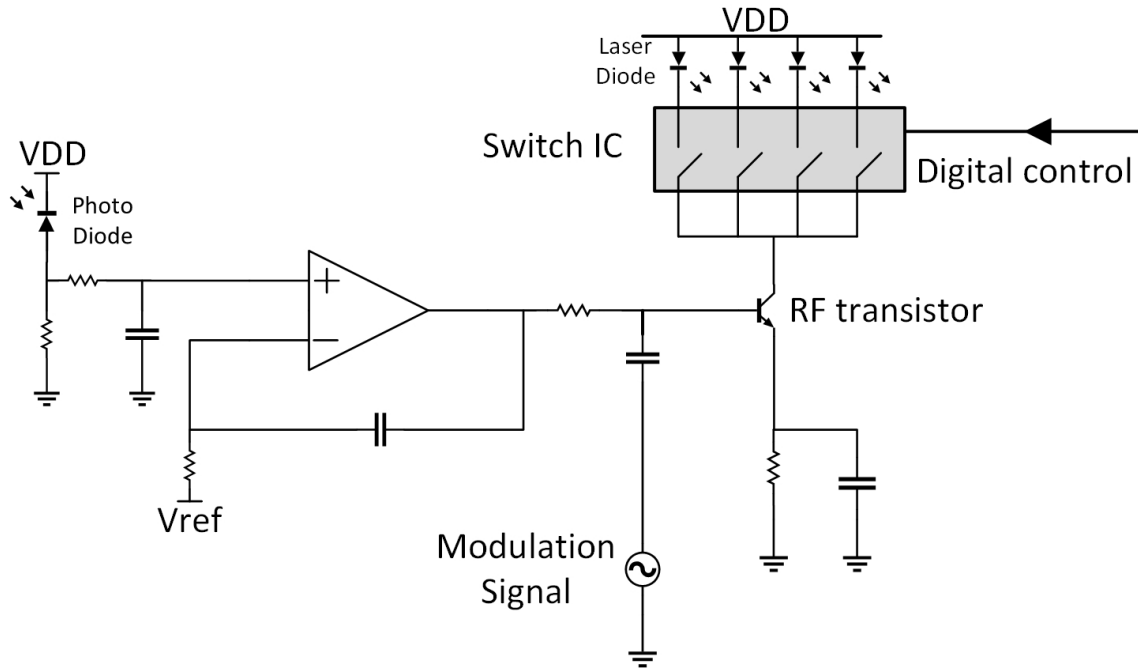 VDD
Laser
Diode
Switch IC
Digital control
VDD
Photo
Diode
RF transistor
Vref
Modulation
Signal